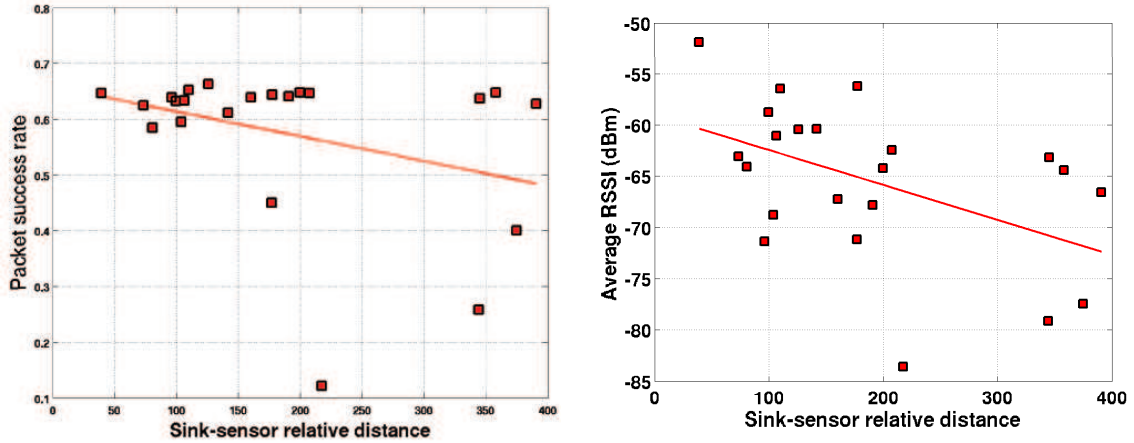 0.8
0.7
0.6
0.5
0.4
0.3
0.2
0.1
Packet success rate
0 50 100 150 200 250 300 350 400
Sink-sensor relative distance
-50
-55
-60
-65
-70
-75
-80
-85
Average RSSI (dBm)
0 100 200 300 400
Sink-sensor relative distance